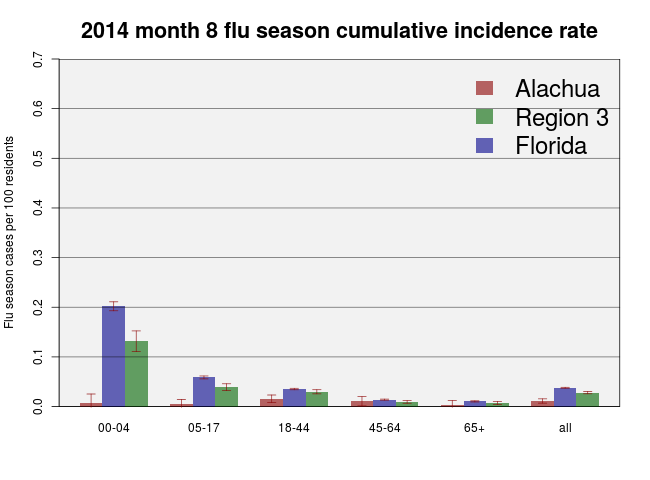 2014 month 8 flu season cumulative incidence rate
Flu season cases per 100 residents
0.7
0.6
0.5
0.4
0.3
0.2
0.1
0.0
Alachua
Region 3
Florida
00-04 05-17 18-44 45-64 65+ all